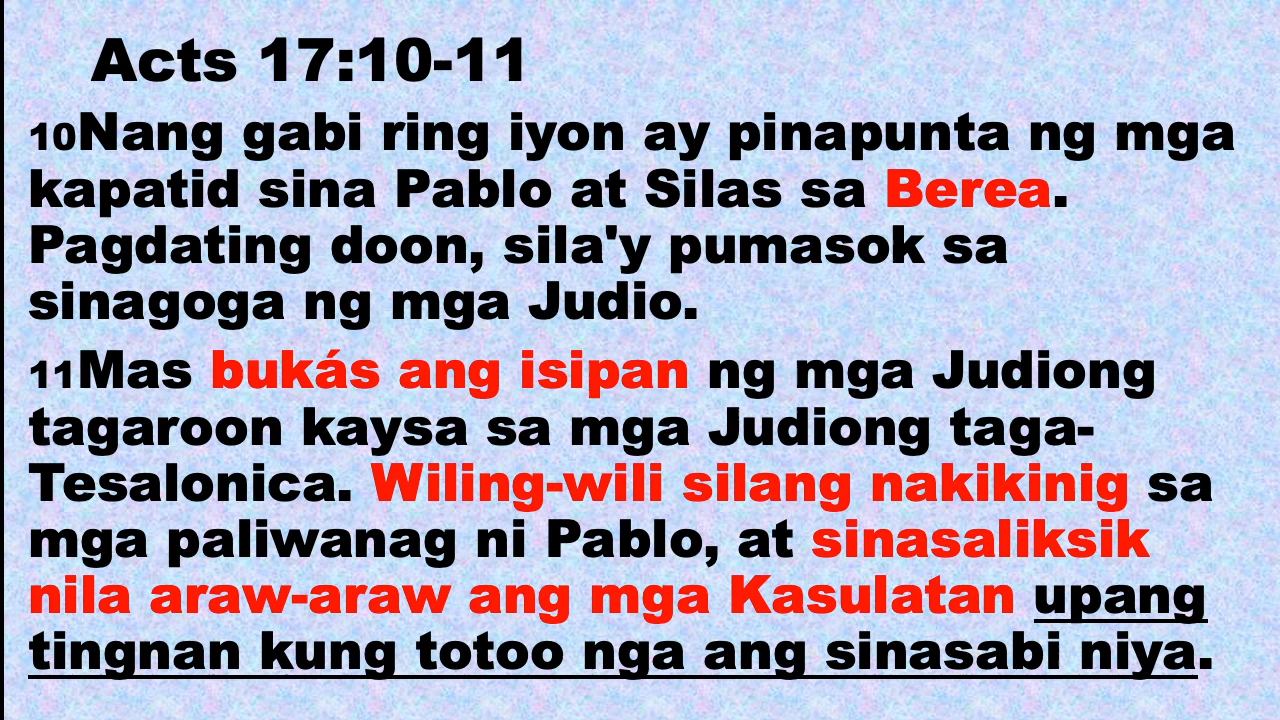 Acts 17:10-11
10Nang gabi ring iyon ay pinapunta ng mga
kapatid sina Pablo at Silas sa Berea.
Pagdating doon, sila'y pumasok sa
sinagoga ng mga Judio.
11Mas bukás ang isipan ng mga Judiong
tagaroon kaysa sa mga Judiong taga-
Tesalonica. Wiling-wili silang nakikinig sa
mga paliwanag ni Pablo, at sinasaliksik
nila araw-araw ang mga Kasulatan upang
tingnan kung totoo nga ang sinasabi niya.